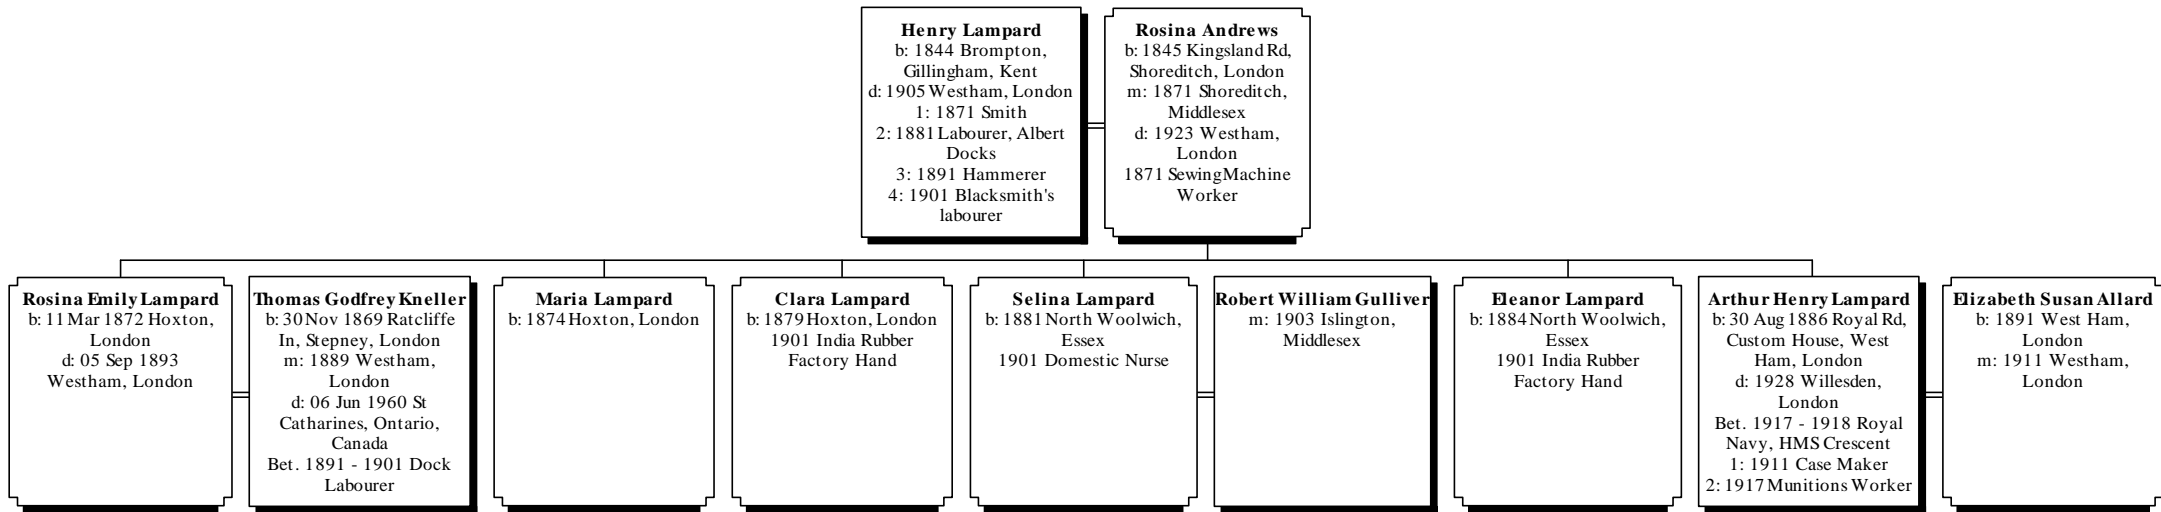 Henry Lampard
b: 1844 Brompton,
Gillingham, Kent
d: 1905 Westham, London
1: 1871 Smith
2: 1881 Labourer, Albert
Docks
3: 1891 Hammerer
4: 1901 Blacksmith's
labourer
Rosina Andrews
b: 1845 Kingsland Rd,
Shoreditch, London
m: 1871 Shoreditch,
Middlesex
d: 1923 Westham,
London
1871 Sewing Machine
Worker
Rosina Emily Lampard
b: 11 Mar 1872 Hoxton,
London
d: 05 Sep 1893
Westham, London
Thomas Godfrey Kneller
b: 30 Nov 1869 Ratcliffe
In, Stepney, London
m: 1889 Westham,
London
d: 06 Jun 1960 St
Catharines, Ontario,
Canada
Bet. 1891 - 1901 Dock
Labourer
Maria Lampard
b: 1874 Hoxton, London
Clara Lampard
b: 1879 Hoxton, London
1901 India Rubber
Factory Hand
Selina Lampard
b: 1881 North Woolwich,
Essex
1901 Domestic Nurse
Robert William Gulliver
m: 1903 Islington,
Middlesex
Eleanor Lampard
b: 1884 North Woolwich,
Essex
1901 India Rubber
Factory Hand
Arthur Henry Lampard
b: 30 Aug 1886 Royal Rd,
Custom House, West
Ham, London
d: 1928 Willesden,
London
Bet. 1917 - 1918 Royal
Navy, HMS Crescent
1: 1911 Case Maker
2: 1917 Munitions Worker
Elizabeth Susan Allard
b: 1891 West Ham,
London
m: 1911 Westham,
London